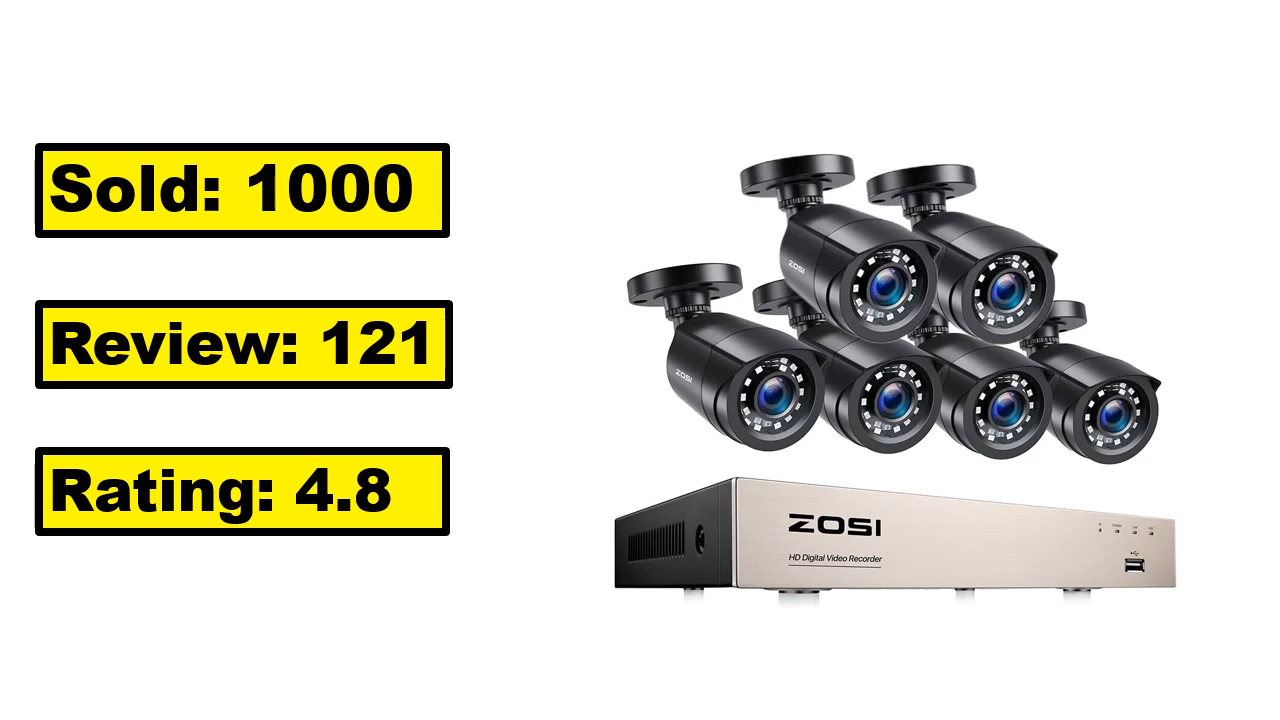 Sold: 1000
Review: 121
Rating: 4.8
ZOSI
ZOSI
ZOSI
HD Digital Video Recorder